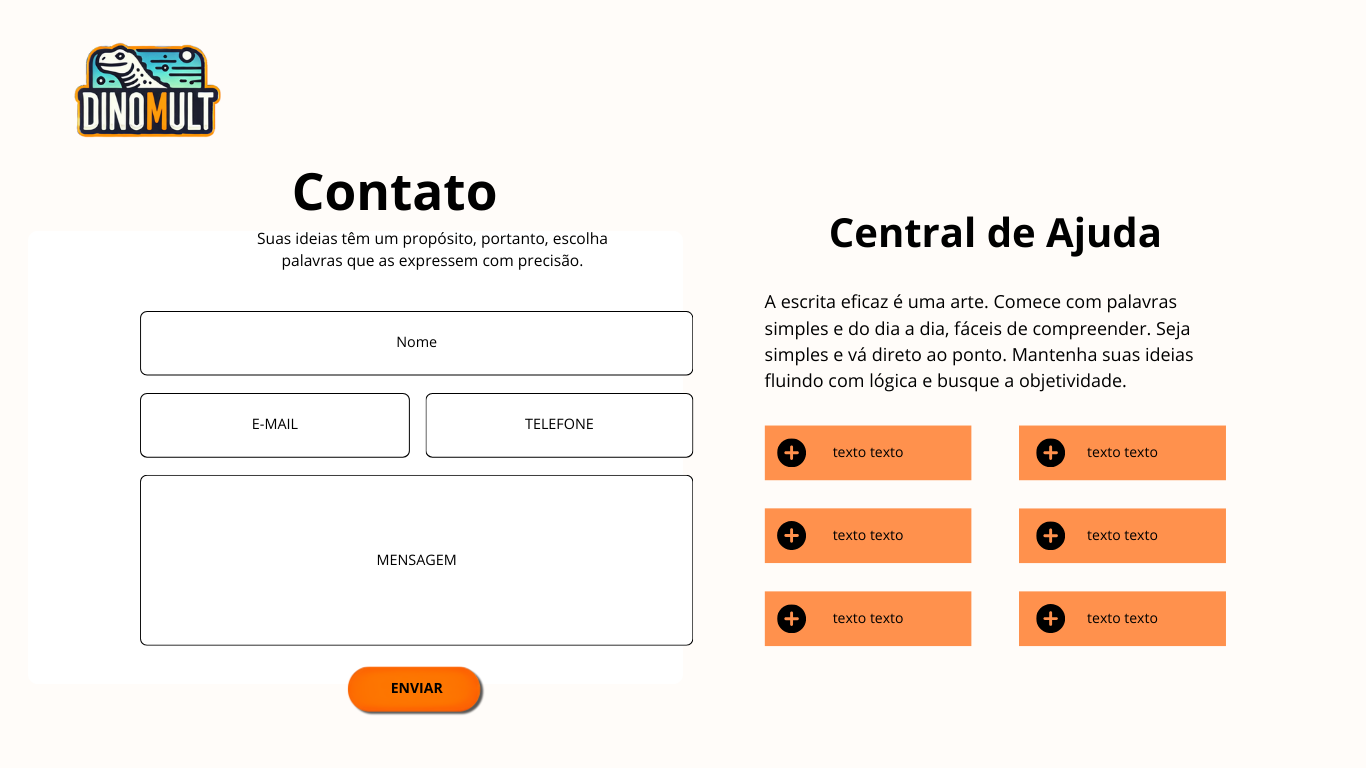 DINOMULT
Contato
Suas ideias têm um propósito, portanto, escolha
palavras que as expressem com precisão.
Nome
E-MAIL
TELEFONE
MENSAGEM
ENVIAR
Central de Ajuda
A escrita eficaz é uma arte. Comece com palavras
simples e do dia a dia, fáceis de compreender. Seja
simples e vá direto ao ponto. Mantenha suas ideias
fluindo com lógica e busque a objetividade.
texto texto
texto texto
texto texto
texto texto
texto texto
texto texto